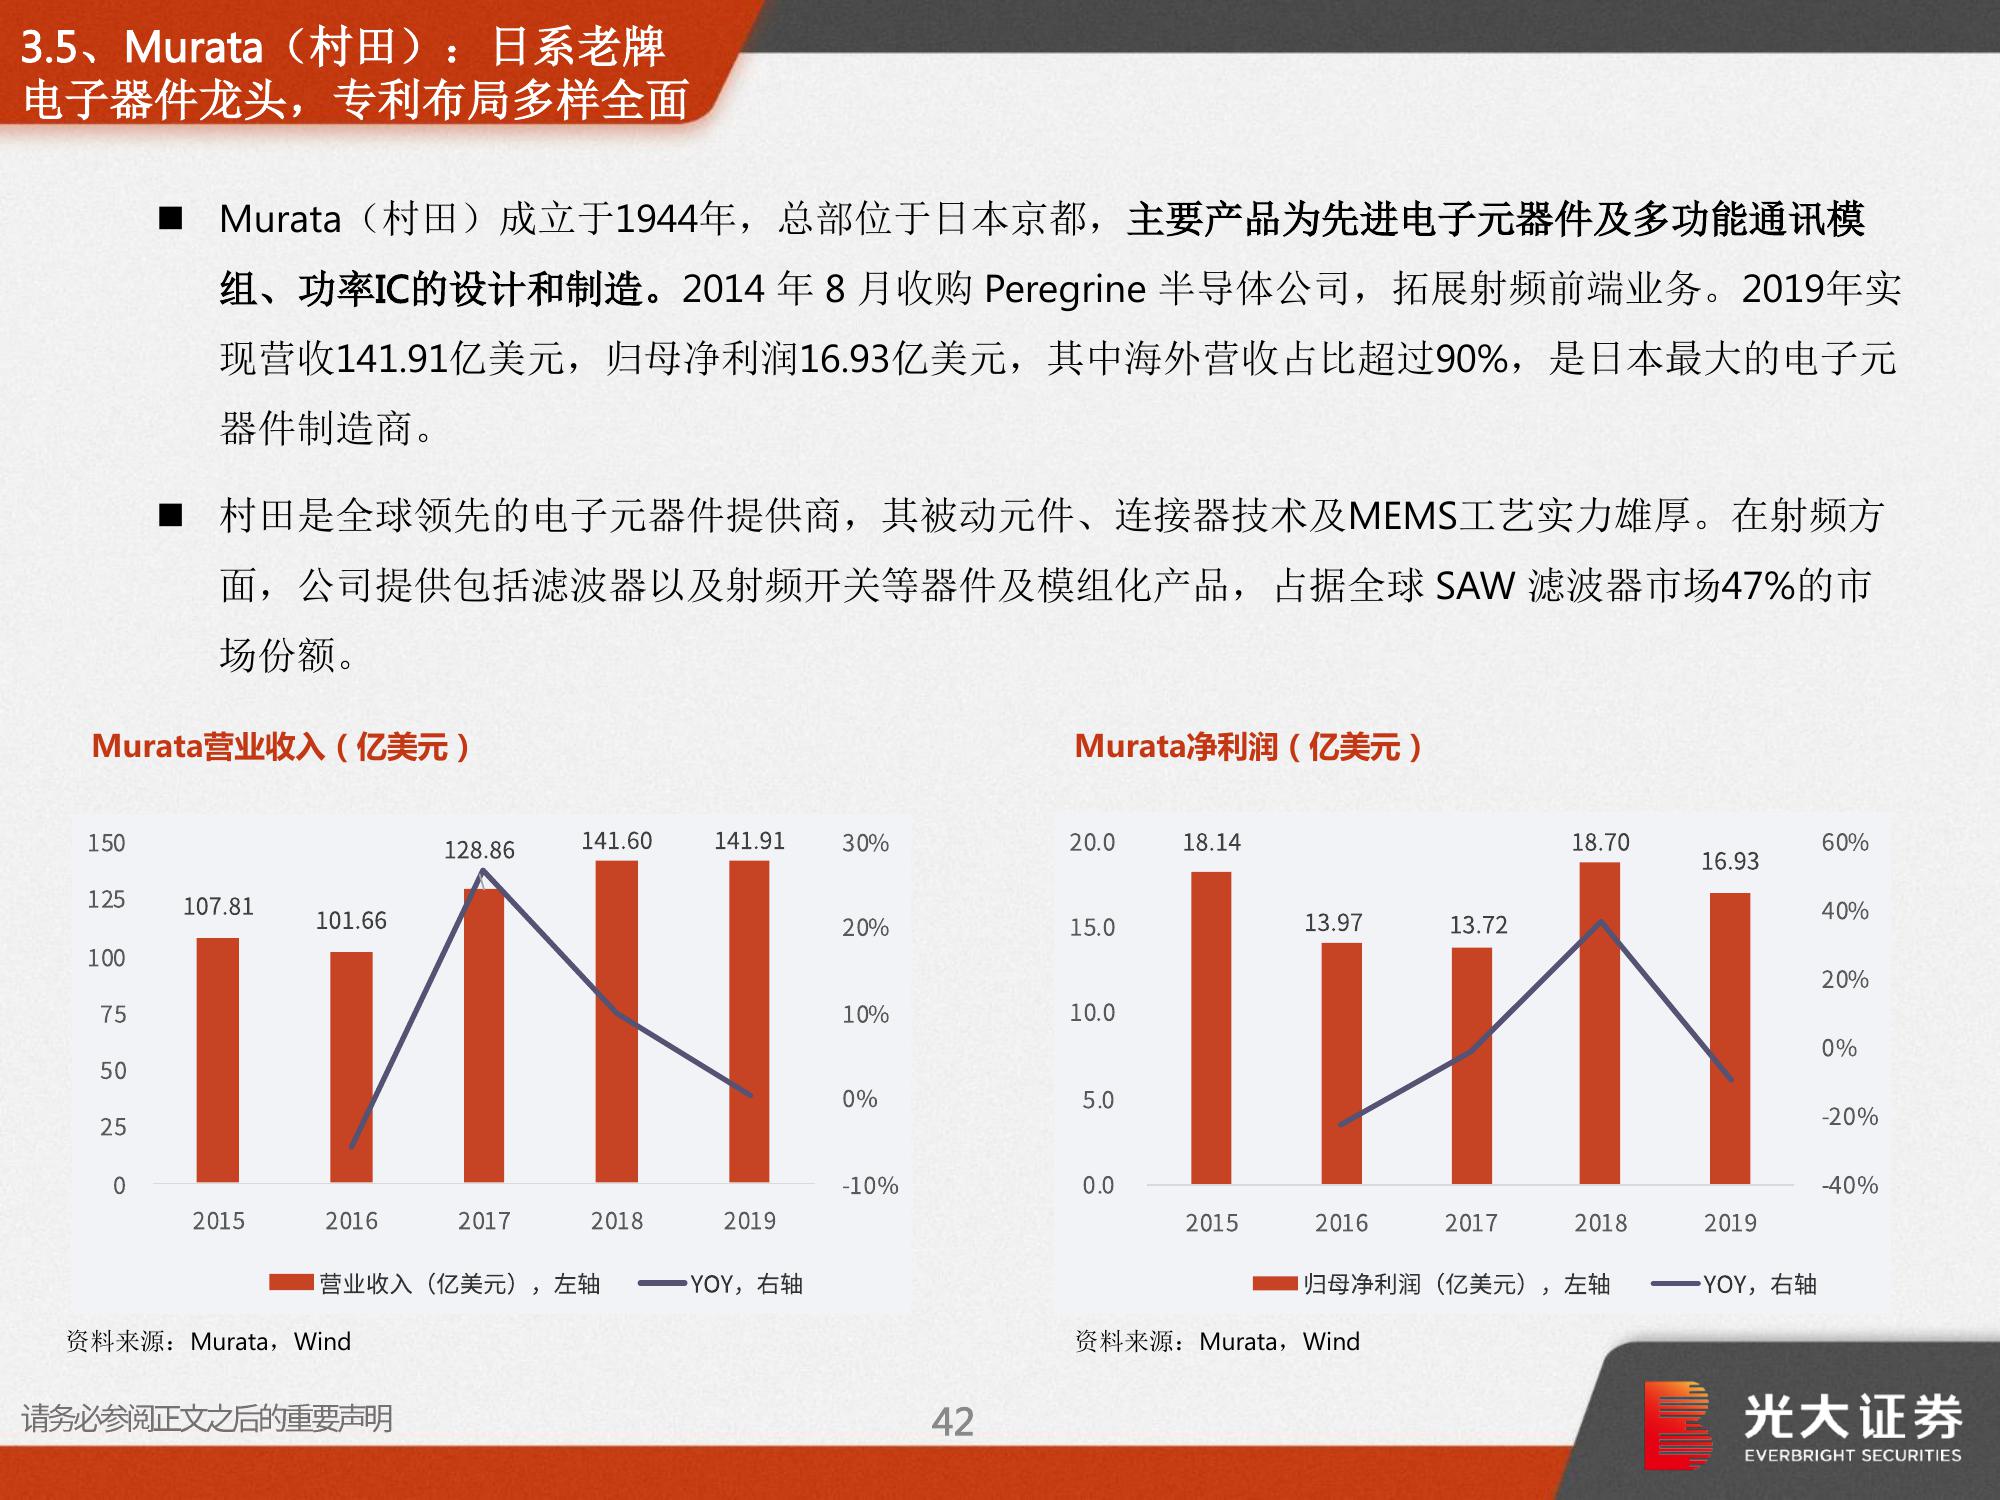 3.5、Murata（村田）：日系老牌
电子器件龙头，专利布局多样全面
■ Murata（村田）成立于1944年，总部位于日本京都，主要产品为先进电子元器件及多功能通讯模
组、功率IC的设计和制造。2014 年 8 月收购 Peregrine 半导体公司，拓展射频前端业务。2019年实
现营收141.91亿美元，归母净利润16.93亿美元，其中海外营收占比超过90%，是日本最大的电子元
器件制造商。
■ 村田是全球领先的电子元器件提供商，其被动元件、连接器技术及MEMS工艺实力雄厚。在射频方
面，公司提供包括滤波器以及射频开关等器件及模组化产品，占据全球 SAW 滤波器市场47%的市
场份额。
Murata营业收入（亿美元）
150
125
100
75
50
25
0
107.81
101.66
128.86
141.60
141.91
30%
20%
10%
0%
-10%
2015 2016 2017 2018 2019
营业收入（亿美元），左轴 YOY，右轴
资料来源：Murata，Wind
Murata净利润（亿美元）
20.0
15.0
10.0
5.0
0.0
18.14
13.97
13.72
18.70
16.93
60%
40%
20%
0%
-20%
-40%
2015 2016 2017 2018 2019
归母净利润（亿美元），左轴 YOY，右轴
资料来源：Murata，Wind
请务必参阅正文之后的重要声明
42
光大证券
EVERBRIGHT SECURITIES